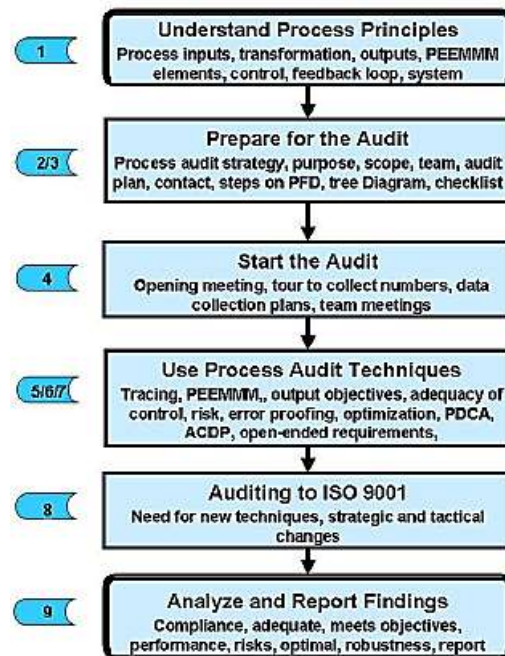 1
Understand Process Principles
Process inputs, transformation, outputs, PEEMMM
elements, control, feedback loop, system
2/3
Prepare for the Audit
Process audit strategy, purpose, scope, team, audit
plan, contact, steps on PFD, tree Diagram, checklist
4
Start the Audit
Opening meeting, tour to collect numbers, data
collection plans, team meetings
5/6/7
Use Process Audit Techniques
Tracing, PEEMMM,, output objectives, adequacy of
control, risk, error proofing, optimization, PDCA,
ACDP, open-ended requirements,
8
Auditing to ISO 9001
Need for new techniques, strategic and tactical
changes
9
Analyze and Report Findings
Compliance, adequate, meets objectives,
performance, risks, optimal, robustness, report